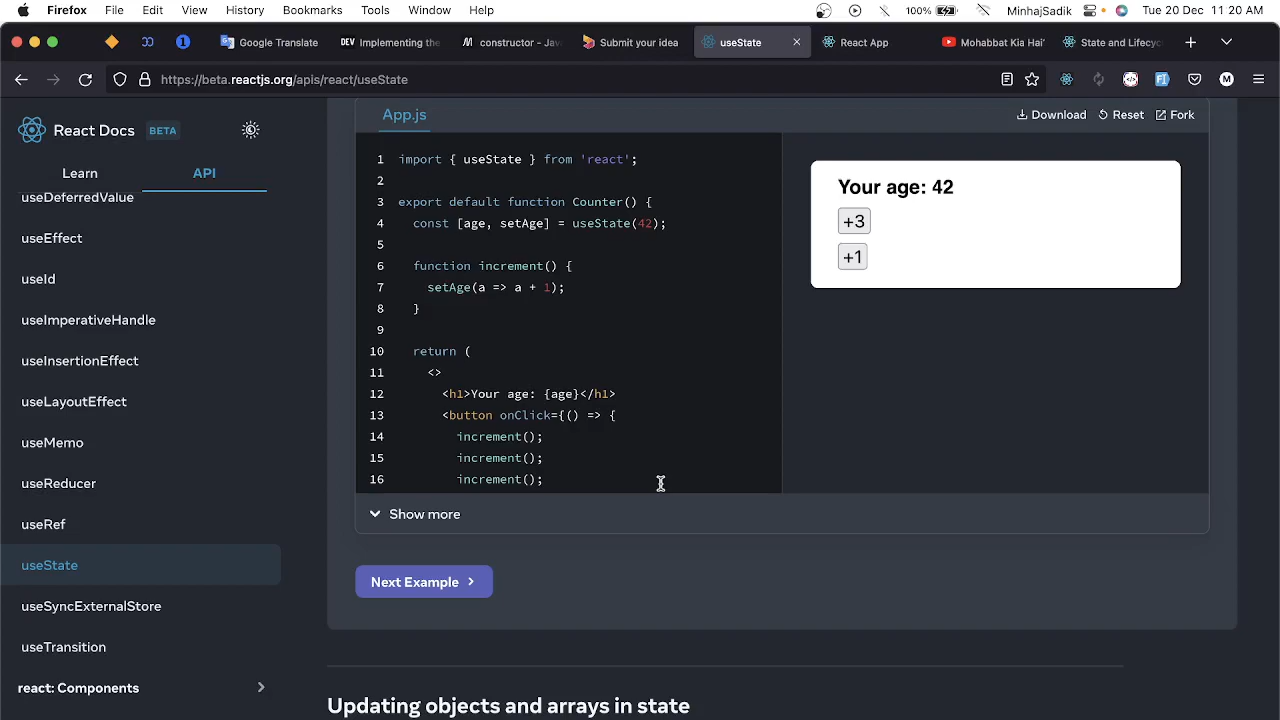 Firefox File Edit View History Bookmarks Tools Window Help 100% MinhajSadik Tue 20 Dec 11:20 AM
1 Google Translate DEV Implementing the constructor - Jav Submit your idea useState React App Mohabbat Kia Hai' State and Lifecyc
https://beta.reactjs.org/apis/react/useState M
React Docs BETA
Learn API
useDeferredValue
useEffect
useId
useImperativeHandle
useInsertionEffect
useLayoutEffect
useMemo
useReducer
useRef
useState
useSyncExternalStore
useTransition
react: Components
App.js Download Reset Fork
1 import { useState } from 'react';
2
3 export default function Counter() {
4 const [age, setAge] = useState(42);
5
6 function increment() {
7 setAge(a => a + 1);
8 }
9
10 return (
11 <>
12 <h1>Your age: {age}</h1>
13 <button onClick={() => {
14 increment();
15 increment();
16 increment();
Your age: 42
+3
+1
Show more
Next Example
Updating objects and arrays in state